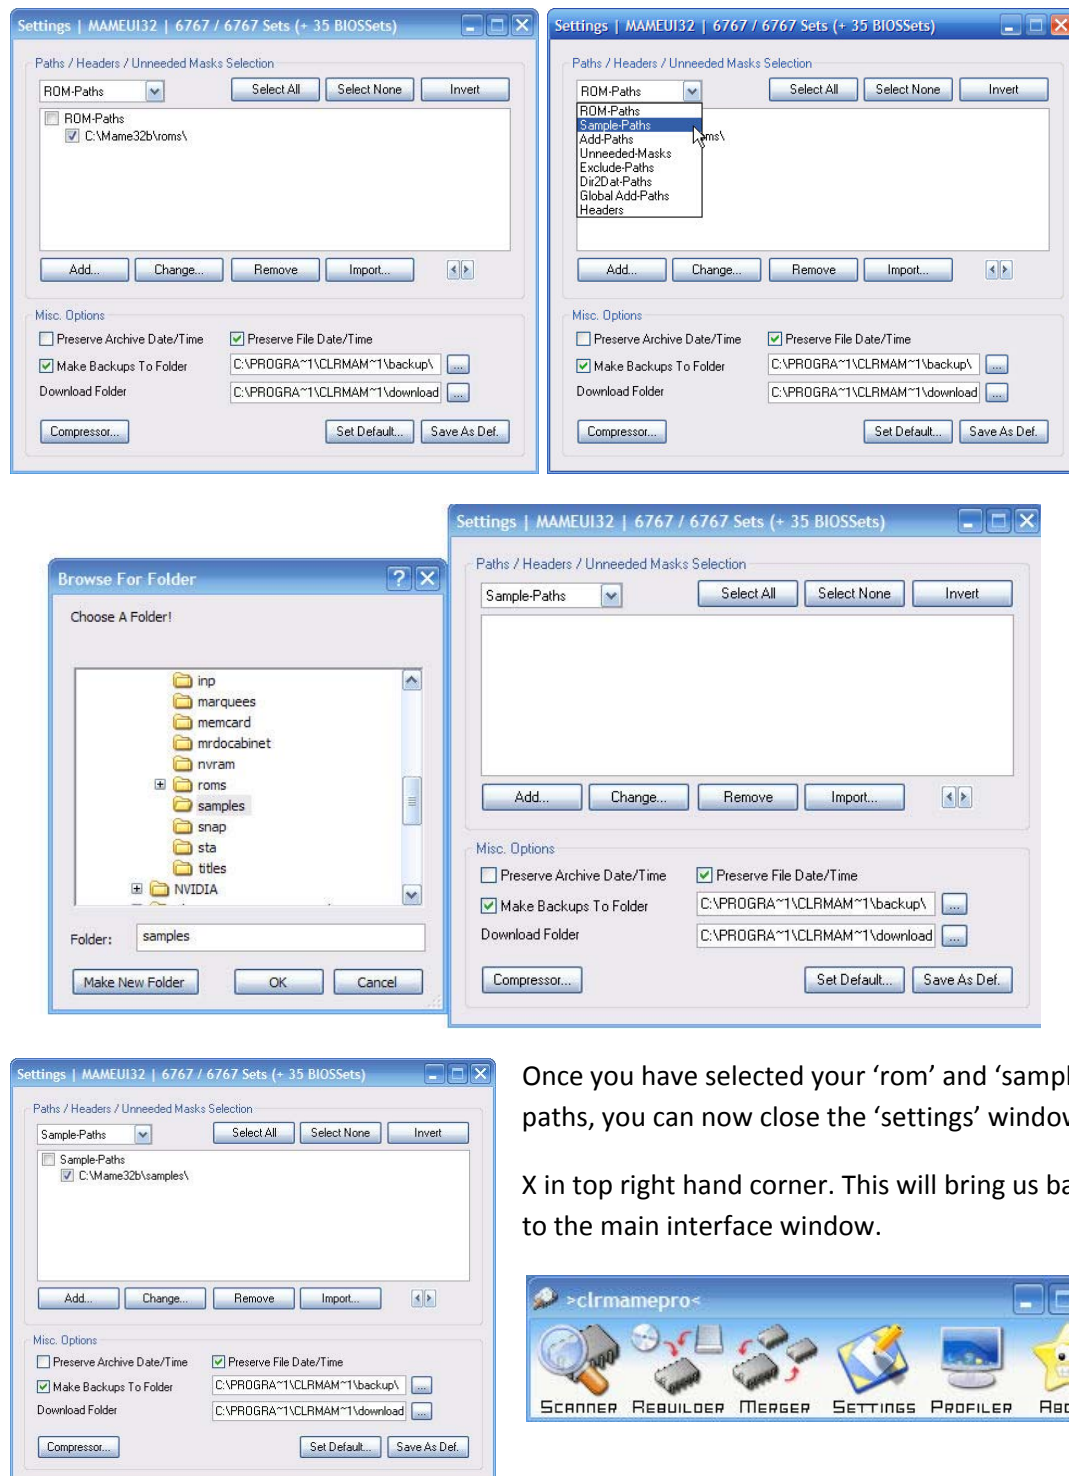 Settings | MAMEUI32 | 6767 / 6767 Sets (+ 35 BIOSSets)
Paths / Headers / Unneeded Masks Selection
ROM-Paths Select All Select None Invert
ROM-Paths
C:\Mame32b\roms\
Add... Change... Remove Import...
Misc. Options
Preserve Archive Date/Time Preserve File Date/Time
Make Backups To Folder C:\PROGRA~1\CLRMAM~1\backup\ ...
Download Folder C:\PROGRA~1\CLRMAM~1\download ...
Compressor... Set Default... Save As Def.
Settings | MAMEUI32 | 6767 / 6767 Sets (+ 35 BIOSSets)
Paths / Headers / Unneeded Masks Selection
ROM-Paths Select All Select None Invert
ROM-Paths
Sample-Paths
Add-Paths ms\
Unneeded-Masks
Exclude-Paths
Dir2Dat-Paths
Global Add-Paths
Headers
Add... Change... Remove Import...
Misc. Options
Preserve Archive Date/Time Preserve File Date/Time
Make Backups To Folder C:\PROGRA~1\CLRMAM~1\backup\ ...
Download Folder C:\PROGRA~1\CLRMAM~1\download ...
Compressor... Set Default... Save As Def.
Browse For Folder
Choose A Folder!
inp
marquees
memcard
mrdocabinet
nvram
roms
samples
snap
sta
titles
NVIDIA
Folder: samples
Make New Folder OK Cancel
Settings | MAMEUI32 | 6767 / 6767 Sets (+ 35 BIOSSets)
Paths / Headers / Unneeded Masks Selection
Sample-Paths Select All Select None Invert
Add... Change... Remove Import...
Misc. Options
Preserve Archive Date/Time Preserve File Date/Time
Make Backups To Folder C:\PROGRA~1\CLRMAM~1\backup\ ...
Download Folder C:\PROGRA~1\CLRMAM~1\download ...
Compressor... Set Default... Save As Def.
Settings | MAMEUI32 | 6767 / 6767 Sets (+ 35 BIOSSets)
Paths / Headers / Unneeded Masks Selection
Sample-Paths Select All Select None Invert
Sample-Paths
C:\Mame32b\samples\
Add... Change... Remove Import...
Misc. Options
Preserve Archive Date/Time Preserve File Date/Time
Make Backups To Folder C:\PROGRA~1\CLRMAM~1\backup\ ...
Download Folder C:\PROGRA~1\CLRMAM~1\download ...
Compressor... Set Default... Save As Def.
Once you have selected your ‘rom’ and ‘sampl
paths, you can now close the ‘settings’ window
X in top right hand corner. This will bring us ba
to the main interface window.
>clrmamepro<
Scanner Rebuilder Merger Settings Profiler Abo